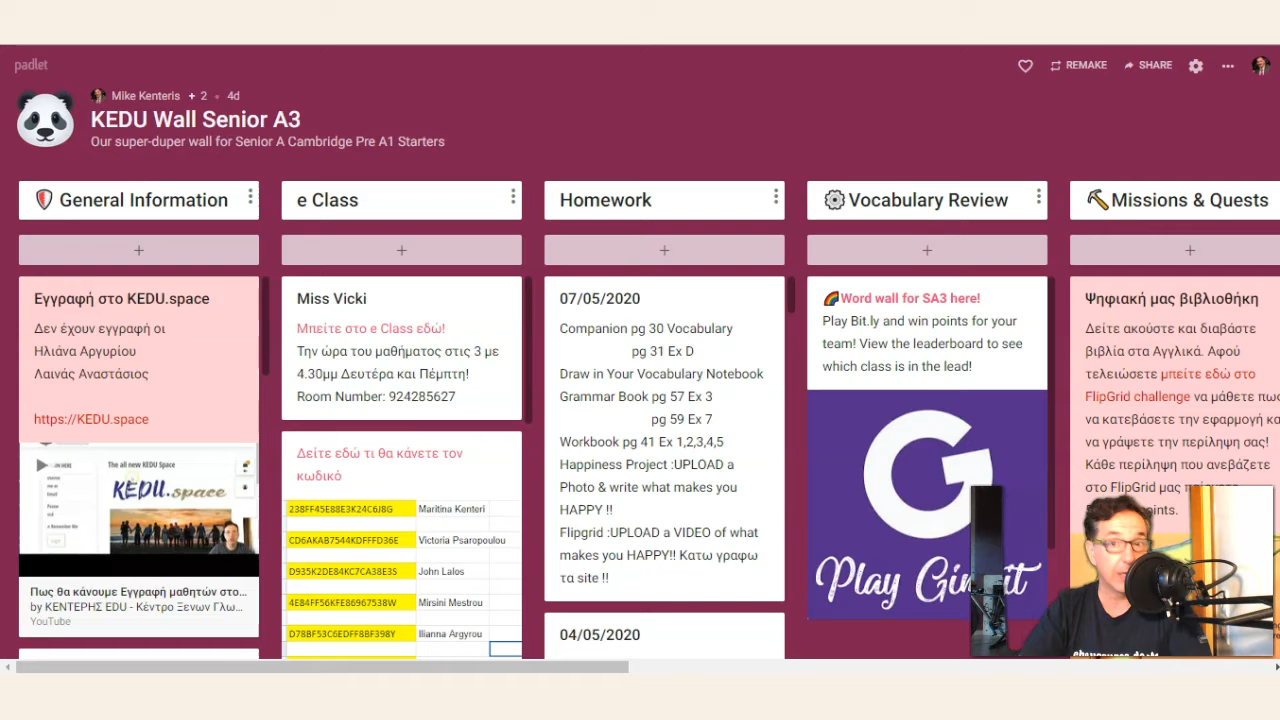 padlet
REMAKE
SHARE
Mike Kenteris + 2 • 4d
KEDU Wall Senior A3
Our super-duper wall for Senior A Cambridge Pre A1 Starters
General Information
Εγγραφή στο KEDU.space
Δεν έχουν εγγραφή οι
Ηλιάνα Αργυρίου
Λαινάς Αναστάσιος
https://KEDU.space
The all new KEDU Space
KEDU.space
Πως θα κάνουμε Εγγραφή μαθητών στο...
by ΚΕΝΤΕΡΗΣ EDU - Κέντρο Ξενων Γλω...
YouTube
e Class
Miss Vicki
Μπείτε στο e Class εδώ!
Την ώρα του μαθήματος στις 3 με
4.30μμ Δευτέρα και Πέμπτη!
Room Number: 924285627
Δείτε εδώ τι θα κάνετε τον
κωδικό
238FF45E88E3K24C6J8G Maritina Kenteri
CD6AKAB7544KDFFFD36E Victoria Psaropoulou
D935K2DE84KC7CA38E3S John Lalos
4E84FF56KFE86967538W Mirsini Mestrou
D78BF53C6EDFF8BF398Y Ilianna Argyrou
Homework
07/05/2020
Companion pg 30 Vocabulary
pg 31 Ex D
Draw in Your Vocabulary Notebook
Grammar Book pg 57 Ex 3
pg 59 Ex 7
Workbook pg 41 Ex 1,2,3,4,5
Happiness Project :UPLOAD a
Photo & write what makes you
HAPPY !!
Flipgrid :UPLOAD a VIDEO of what
makes you HAPPY!! Κατω γραφω
τα site !!
04/05/2020
Vocabulary Review
Word wall for SA3 here!
Play Bit.ly and win points for your
team! View the leaderboard to see
which class is in the lead!
G
Play
Missions & Quests
Ψηφιακή μας βιβλιοθήκη
Δείτε ακούστε και διαβάστε
βιβλία στα Αγγλικά. Αφού
τελειώσετε μπείτε εδώ στο
FlipGrid challenge να μάθετε πως
να κατεβάσετε την εφαρμογή κα
να γράψετε την περίληψη σας!
Κάθε περίληψη που ανεβάζετε
στο FlipGrid μας